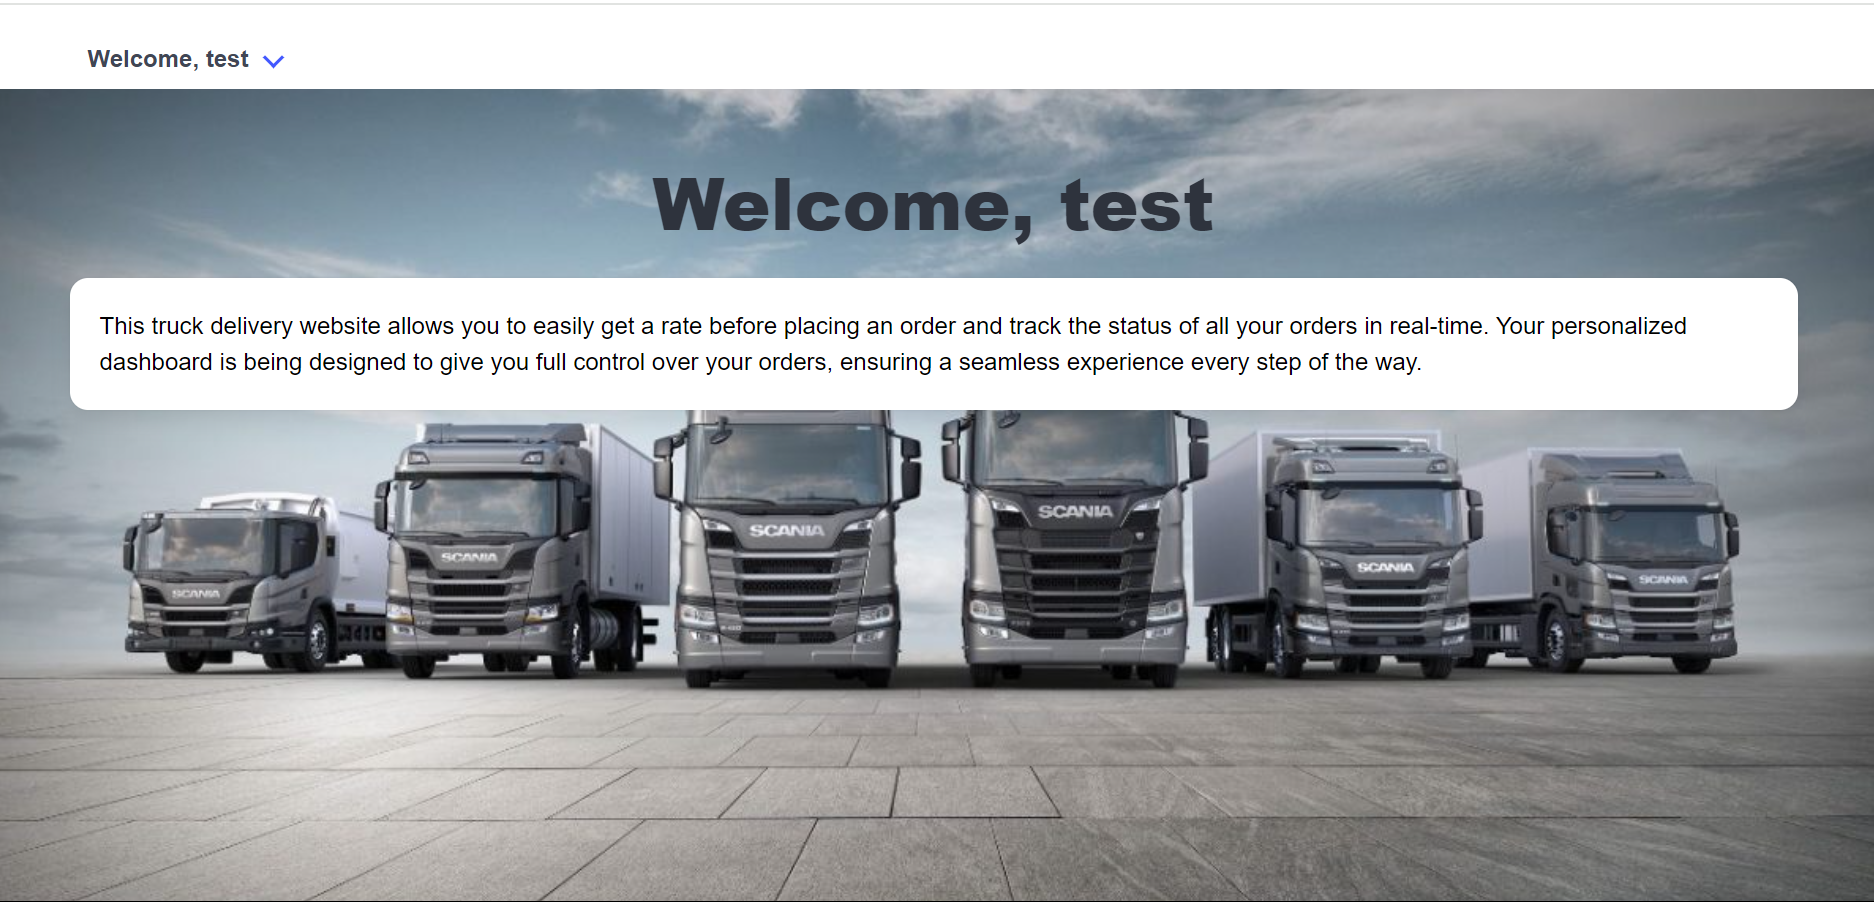 Welcome, test
Welcome, test
This truck delivery website allows you to easily get a rate before placing an order and track the status of all your orders in real-time. Your personalized
dashboard is being designed to give you full control over your orders, ensuring a seamless experience every step of the way.
SCANIA
SCANIA
SCANIA
SCANIA
SCANIA
SCANIA